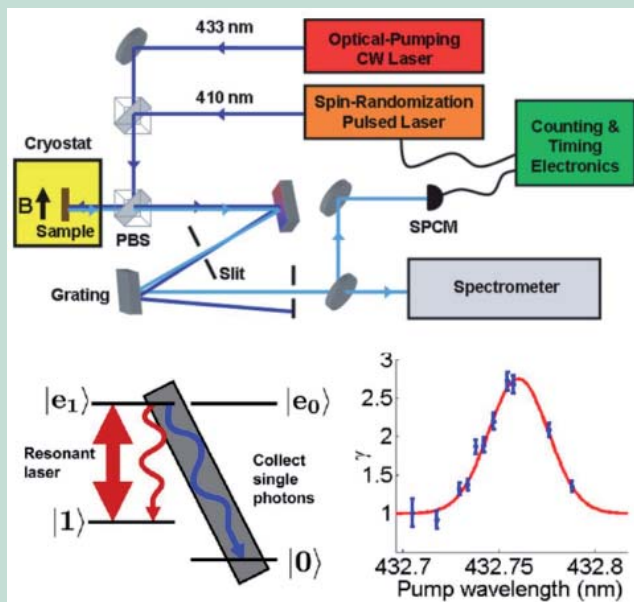 433 nm
Optical-Pumping
CW Laser
410 nm
Spin-Randomization
Pulsed Laser
Counting &
Timing
Electronics
Cryostat
B
Sample
PBS
Slit
SPCM
Grating
Spectrometer
|e₁⟩
|e₀⟩
Resonant
laser
Collect
single
photons
|1⟩
|0⟩
γ
3
2.5
2
1.5
1
432.7
432.75
432.8
Pump wavelength (nm)